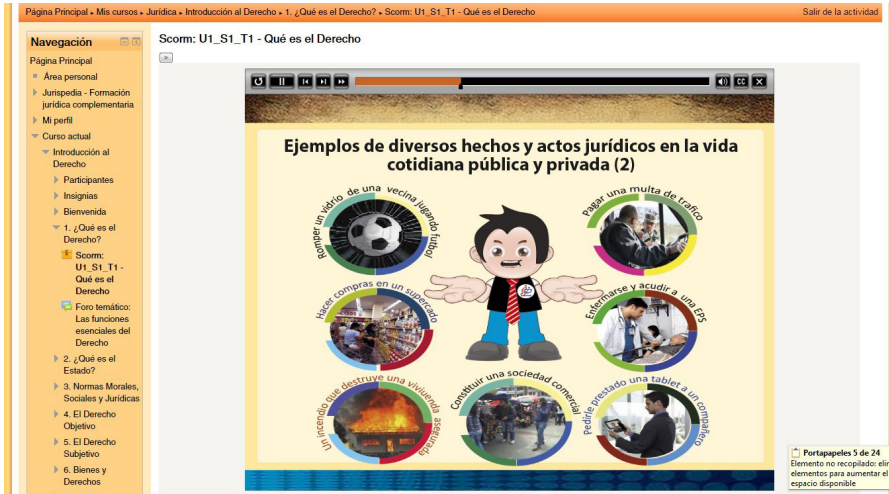 Página Principal ▸ Mis cursos ▸ Jurídica ▸ Introducción al Derecho ▸ 1. ¿Qué es el Derecho? ▸ Scorm: U1_S1_T1 - Qué es el Derecho
Salir de la actividad
Navegación
Página Principal
Área personal
Jurispedia - Formación
jurídica complementaria
Mi perfil
Curso actual
Introducción al
Derecho
Participantes
Insignias
Bienvenida
1. ¿Qué es el
Derecho?
Scorm:
U1_S1_T1 -
Qué es el
Derecho
Foro temático:
Las funciones
esenciales del
Derecho
2. ¿Qué es el
Estado?
3. Normas Morales,
Sociales y Jurídicas
4. El Derecho
Objetivo
5. El Derecho
Subjetivo
6. Bienes y
Derechos
Scorm: U1_S1_T1 - Qué es el Derecho
>
CC
Ejemplos de diversos hechos y actos jurídicos en la vida
cotidiana pública y privada (2)
Romper un vidrio de una vecina jugando futbol
Pagar una multa de trafico
Hacer compras en un supercado
Enfermarse y acudir a una EPS
Un incendio que destruye una viviuenda asegurada
Constituir una sociedad comercial
Pedirle prestado una tablet a un compañero
Portapapeles 5 de 24
Elemento no recopilado: elim
elementos para aumentar el
espacio disponible